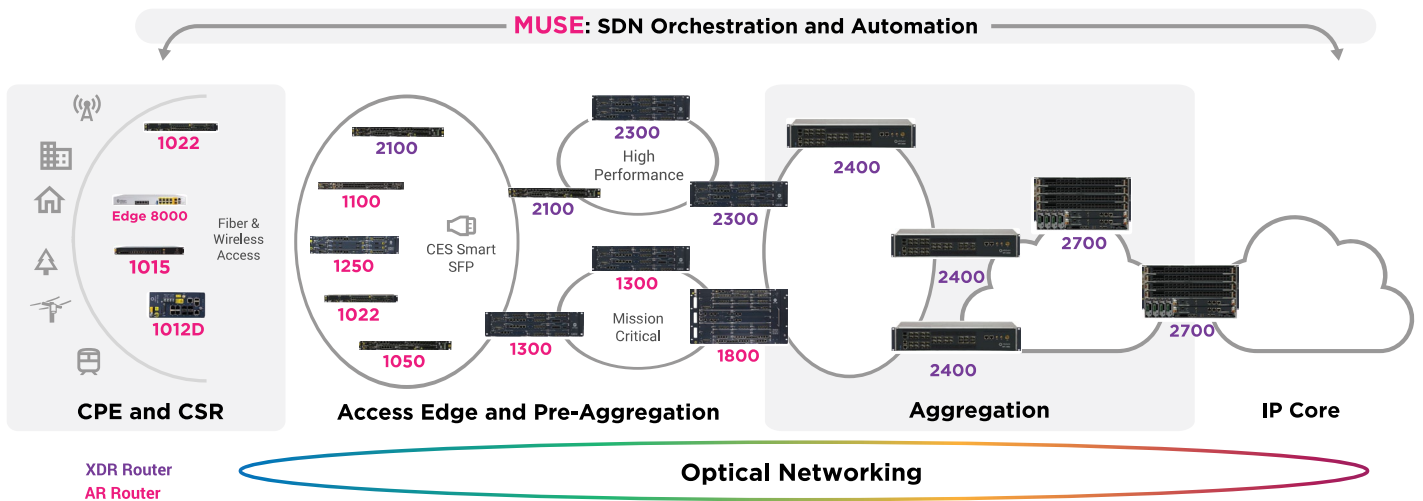 MUSE: SDN Orchestration and Automation
1022
Edge 8000
1015
1012D
Fiber &
Wireless
Access
CPE and CSR
2100
1100
1250
1022
1050
CES Smart
SFP
2100
1300
2300
High
Performance
2300
1300
Mission
Critical
1800
Access Edge and Pre-Aggregation
2400
2400
2400
2700
2700
Aggregation
IP Core
Optical Networking
XDR Router
AR Router